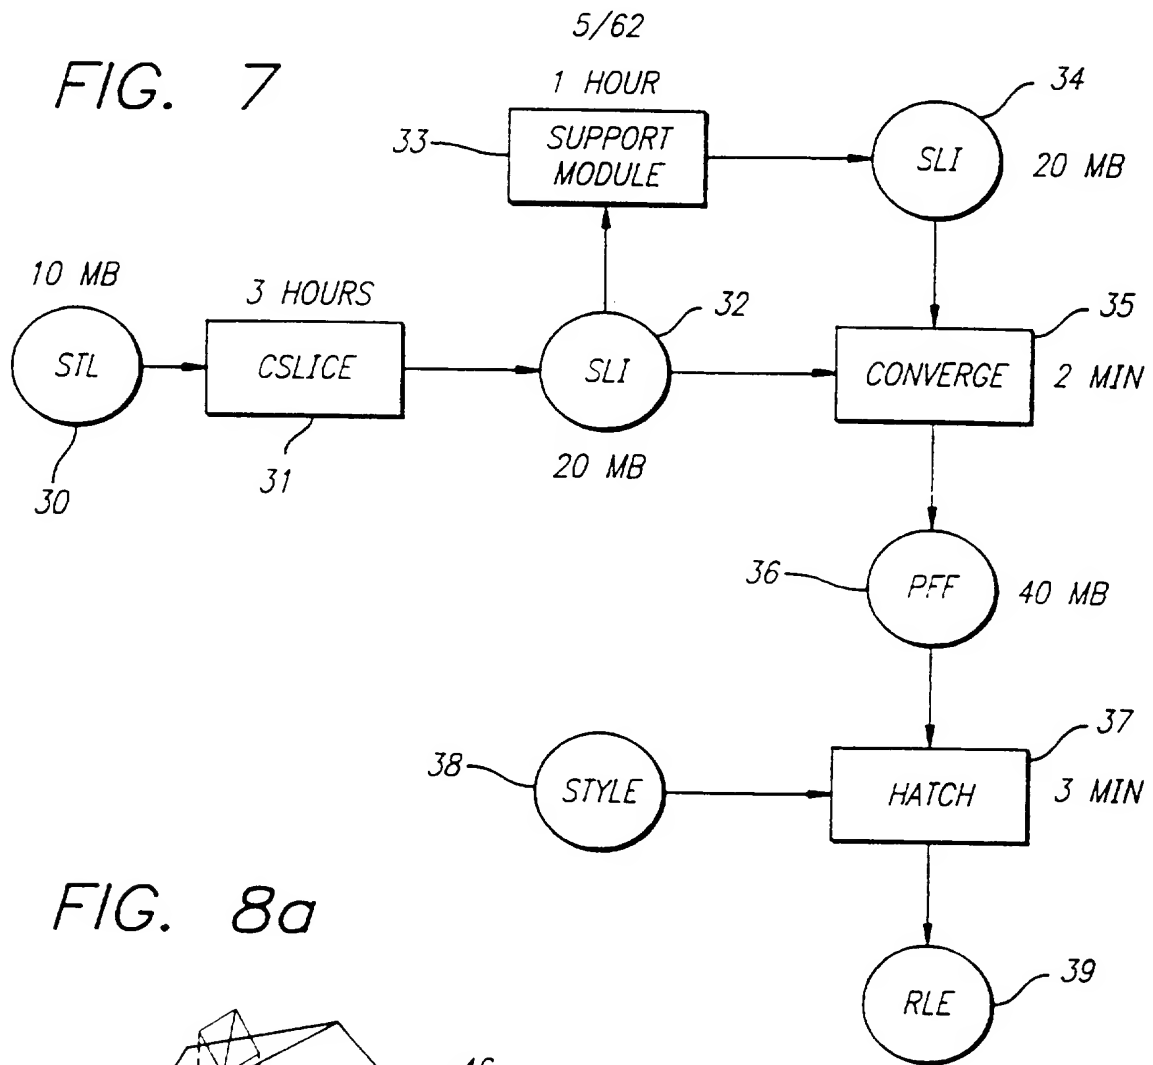 5/62
FIG. 7
1 HOUR
33
SUPPORT
MODULE
34
SLI
20 MB
10 MB
STL
30
3 HOURS
CSLICE
31
32
SLI
20 MB
35
CONVERGE
2 MIN
36
PFF
40 MB
37
38
STYLE
HATCH
3 MIN
FIG. 8a
39
RLE